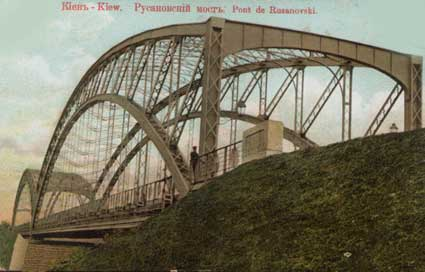 Кіевъ - Kiew. Русановскій мостъ. Pont de Rusanovski.